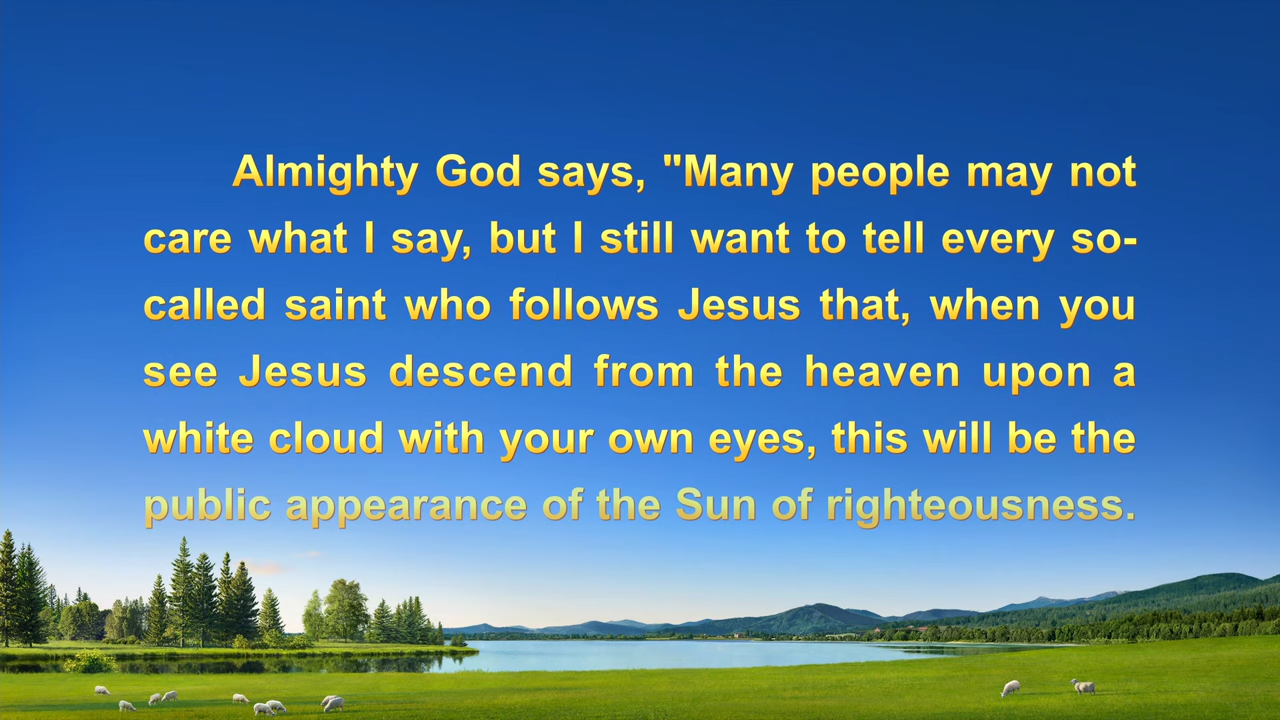 Almighty God says, "Many people may not
care what I say, but I still want to tell every so-
called saint who follows Jesus that, when you
see Jesus descend from the heaven upon a
white cloud with your own eyes, this will be the
public appearance of the Sun of righteousness.